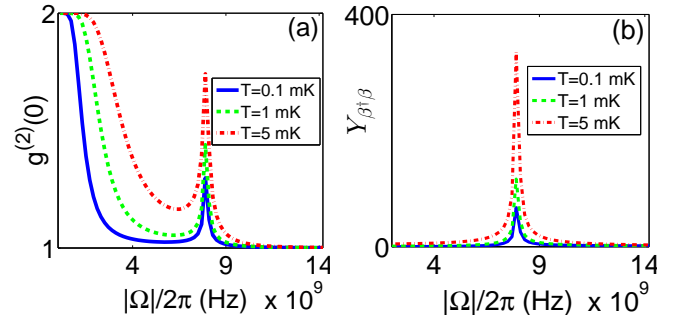 (a)
2
1
g⁽²⁾(0)
T=0.1 mK
T=1 mK
T=5 mK
4 9 14
|Ω|/2π (Hz) x 10⁹
(b)
400
0
Y_{β†β}
T=0.1 mK
T=1 mK
T=5 mK
4 9 14
|Ω|/2π (Hz) x 10⁹